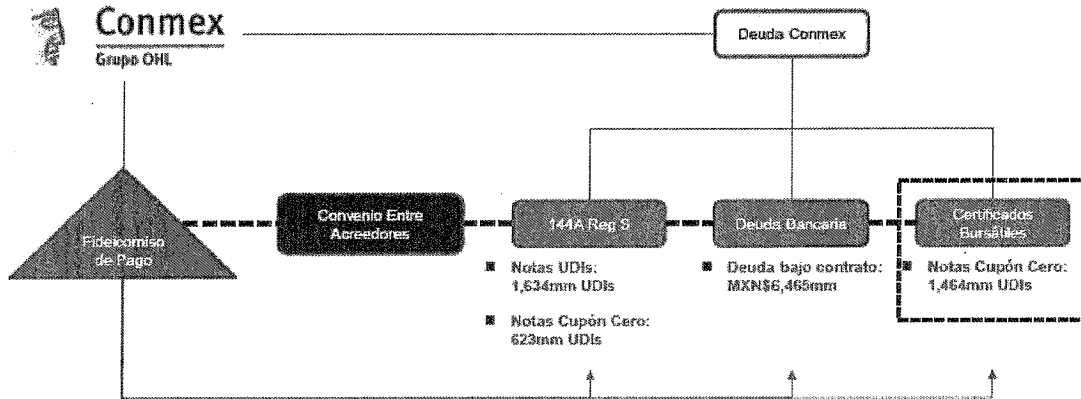 Conmex
Grupo OHL
Deuda Conmex
Fideicomiso
de Pago
Convenio Entre
Acreedores
144A Reg S
Deuda Bancaria
Certificados
Bursátiles
■ Notas UDIs:
1,634mm UDIs
■ Notas Cupón Cero:
623mm UDIs
■ Deuda bajo contrato:
MXN$6,465mm
■ Notas Cupón Cero:
1,464mm UDIs